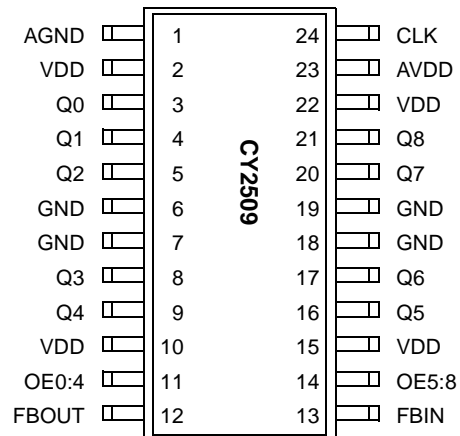 AGND 1 24 CLK
VDD 2 23 AVDD
Q0 3 22 VDD
Q1 4 21 Q8
Q2 5 20 Q7
GND 6 19 GND
GND 7 18 GND
Q3 8 17 Q6
Q4 9 16 Q5
VDD 10 15 VDD
OE0:4 11 14 OE5:8
FBOUT 12 13 FBIN
CY2509